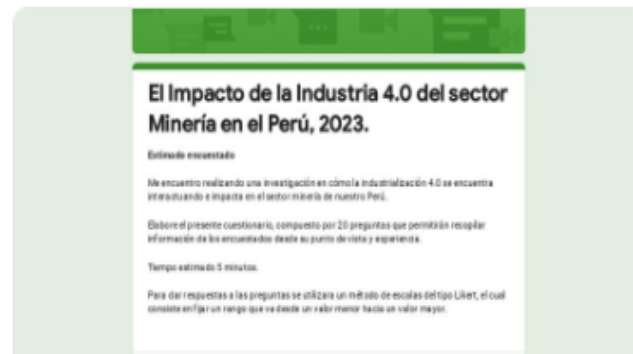 El Impacto de la Industria 4.0 del sector
Minería en el Perú, 2023.
Estimado encuestado
Me encuentro realizando una investigación en cómo la industrialización 4.0 se encuentra
interactuando e impacta en el sector minería de nuestro Perú.
Elabore el presente cuestionario, compuesto por 20 preguntas que permitirán recopilar
información de los encuestados desde su punto de vista y experiencia.
Tiempo estimado 5 minutos.
Para dar respuestas a las preguntas se utilizara un método de escalas del tipo Likert, el cual
consiste en fijar un rango que va desde un valor menor hacia un valor mayor.